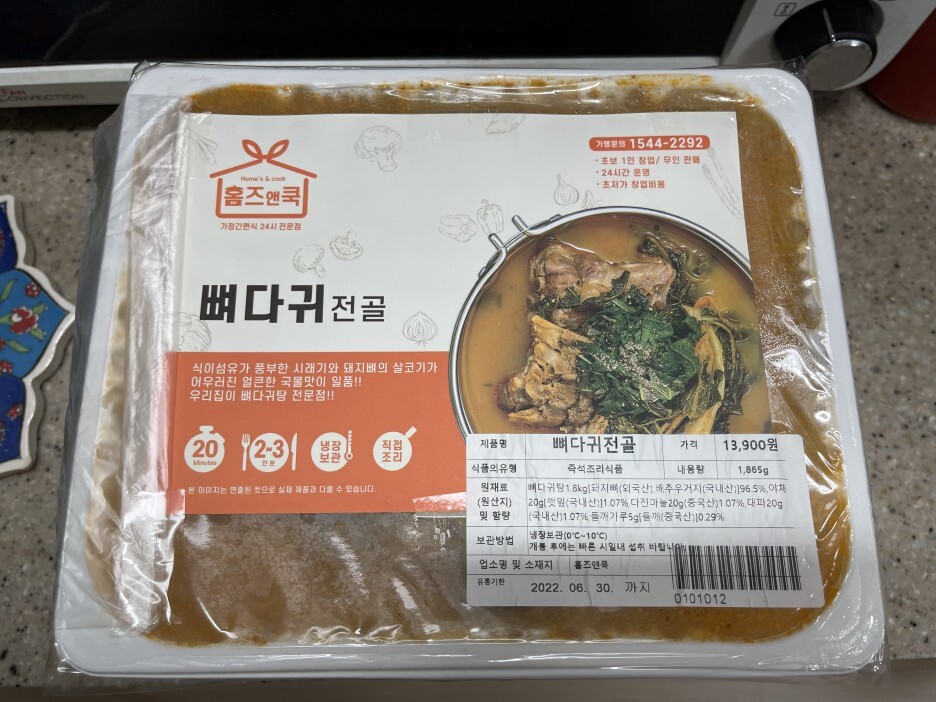 CONVECTION
Home's & cook
홈즈앤쿡
가정간편식 24시 전문점
가맹문의 1544-2292
· 초보 1인 창업/ 무인 판매
· 24시간 운영
· 초저가 창업비용
뼈다귀전골
식이섬유가 풍부한 시래기와 돼지뼈의 살코기가
어우러진 얼큰한 국물맛이 일품!!
우리집이 뼈다귀탕 전문점!!
20 Minutes
2~3 인분
냉장 보관
직접 조리
본 이미지는 연출된 컷으로 실제 제품과 다를 수 있습니다.
제품명 뼈다귀전골 가격 13,900원
식품의유형 즉석조리식품 내용량 1,865g
원재료 뼈다귀탕1.8kg[돼지뼈(외국산),배추우거지(국내산)]96.5%,야채
(원산지) 20g[깻잎(국내산)]1.07%,다진마늘20g(중국산)1.07%,대파20g
및 함량 (국내산)1.07%,들깨가루5g[들깨(중국산)]0.29%
보관방법 냉장보관(0℃~10℃)
개통 후에는 빠른 시일내 섭취 바랍니다.
업소명 및 소재지 홈즈앤쿡
유통기한 2022. 06. 30. 까지
0101012